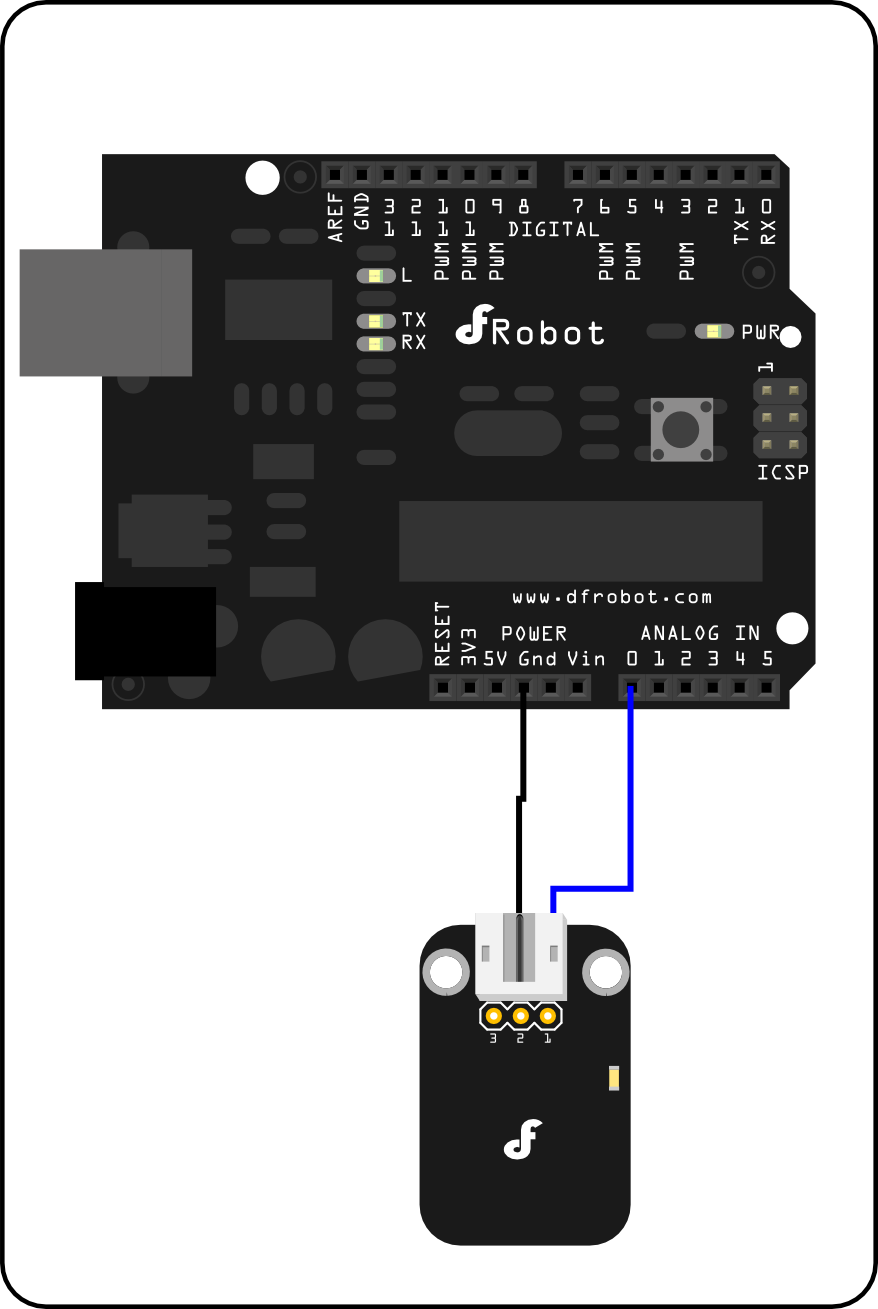 AREF GND 13 12 11 10 9 8 7 6 5 4 3 2 TX 1 RX 0
DIGITAL
PWM PWM PWM PWM PWM PWM
L
TX
RX
dfRobot
PWR
1
ICSP
www.dfrobot.com
POWER ANALOG IN
RESET 3V3 5V Gnd Vin 0 1 2 3 4 5
3 2 1
df